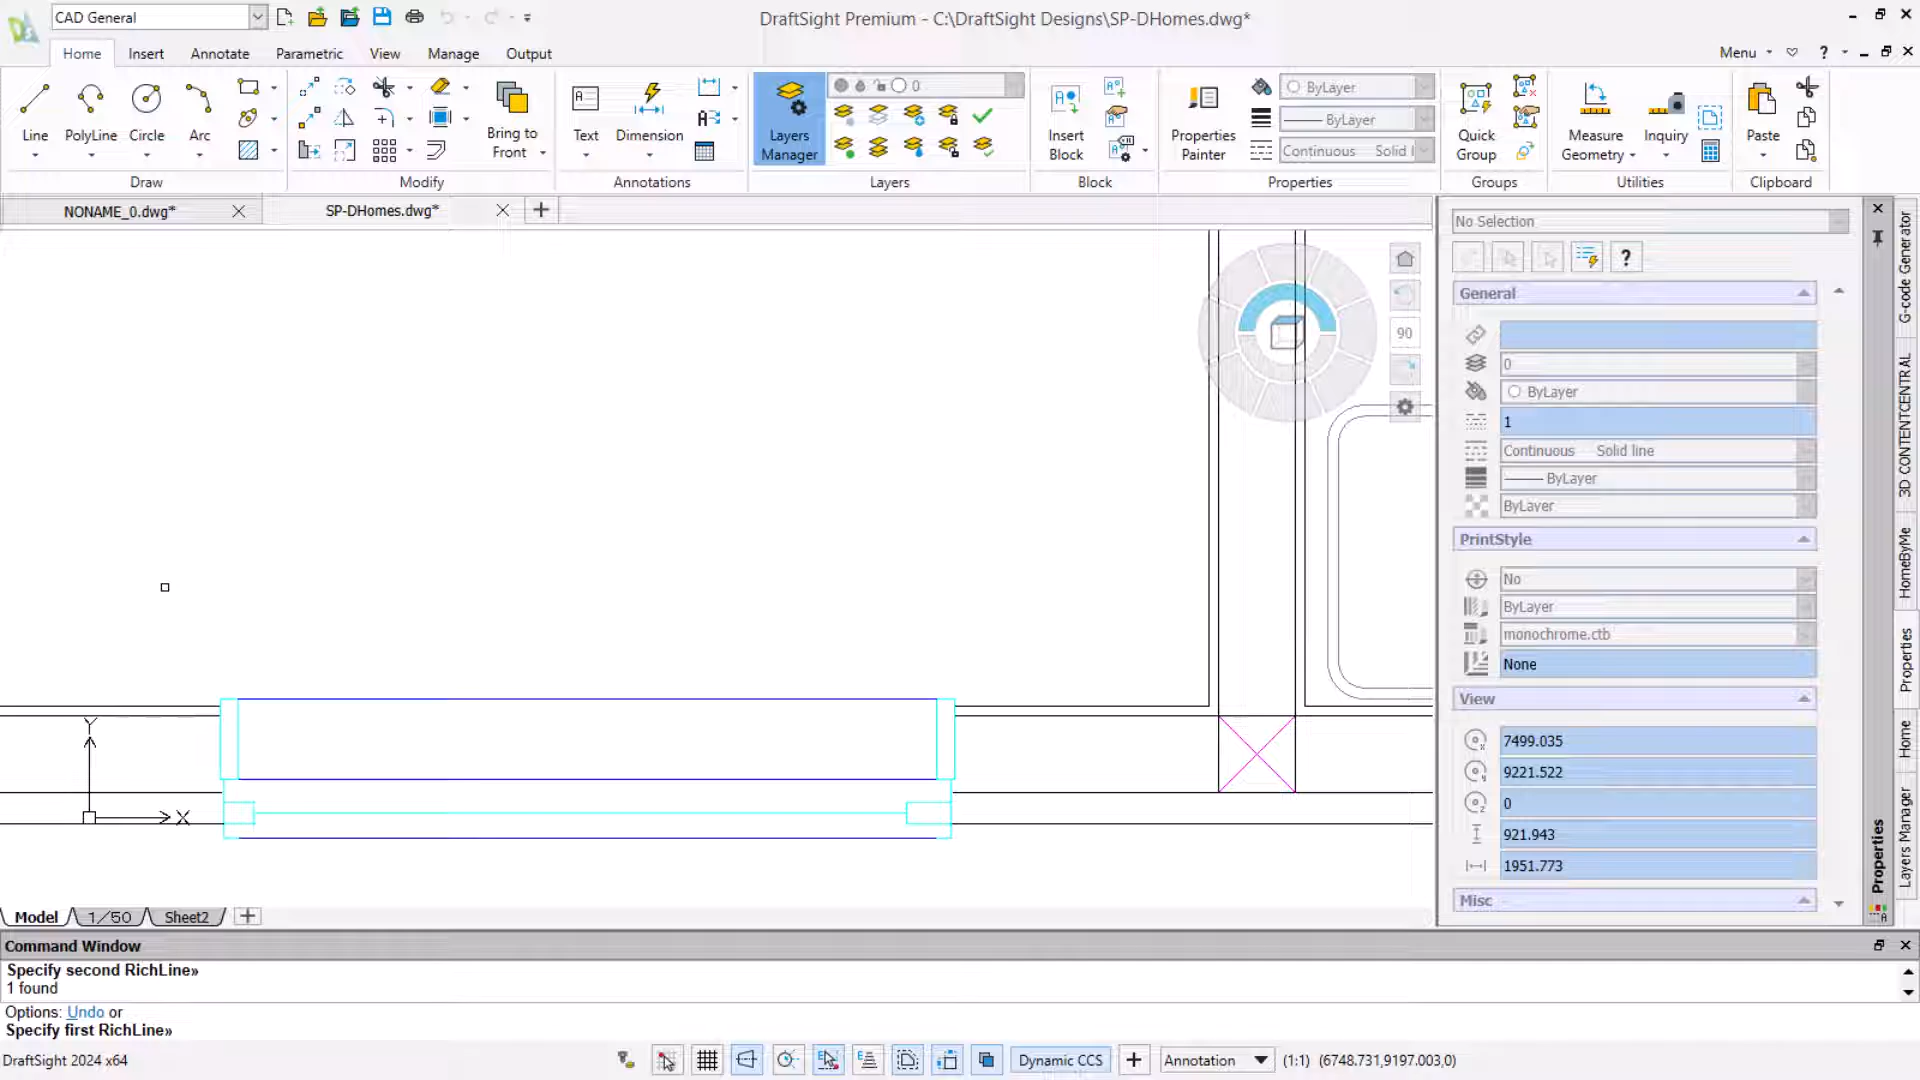 CAD General
DraftSight Premium - C:\DraftSight Designs\SP-DHomes.dwg*
Home
Insert
Annotate
Parametric
View
Manage
Output
Menu
?
Line
PolyLine
Circle
Arc
Draw
Bring to
Front
Modify
Text
Dimension
Annotations
Layers
Manager
0
Layers
Insert
Block
Block
Properties
Painter
ByLayer
ByLayer
Continuous Solid l
Properties
Quick
Group
Groups
Measure
Geometry
Inquiry
Utilities
Paste
Clipboard
NONAME_0.dwg*
SP-DHomes.dwg*
90
Y
X
No Selection
?
General
0
ByLayer
1
Continuous Solid line
ByLayer
ByLayer
PrintStyle
No
ByLayer
monochrome.ctb
None
View
7499.035
9221.522
0
921.943
1951.773
Misc
Properties
G-code Generator
3D CONTENTCENTRAL
HomeByMe
Properties
Home
Layers Manager
Model
1/50
Sheet2
Command Window
Specify second RichLine»
1 found
Options: Undo or
Specify first RichLine»
DraftSight 2024 x64
Dynamic CCS
Annotation
(1:1) (6748.731,9197.003,0)